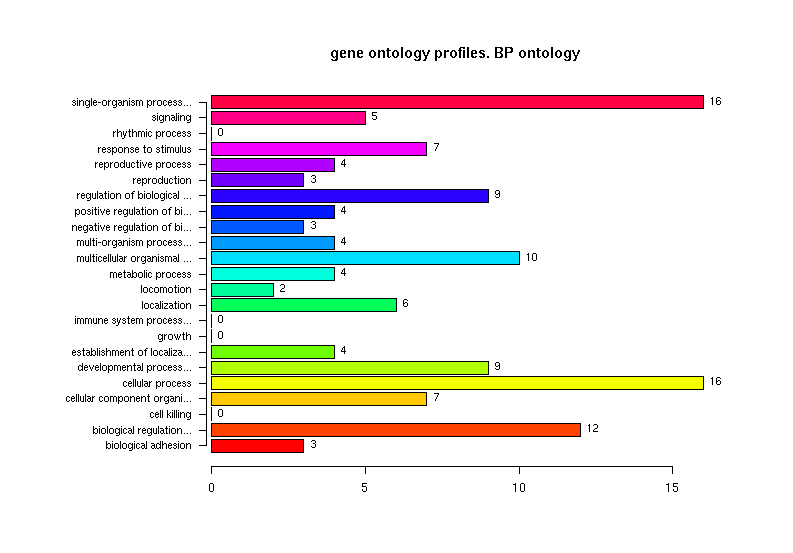 gene ontology profiles. BP ontology
single-organism process... 16
signaling 5
rhythmic process 0
response to stimulus 7
reproductive process 4
reproduction 3
regulation of biological ... 9
positive regulation of bi... 4
negative regulation of bi... 3
multi-organism process... 4
multicellular organismal ... 10
metabolic process 4
locomotion 2
localization 6
immune system process... 0
growth 0
establishment of localiza... 4
developmental process... 9
cellular process 16
cellular component organi... 7
cell killing 0
biological regulation... 12
biological adhesion 3
0 5 10 15